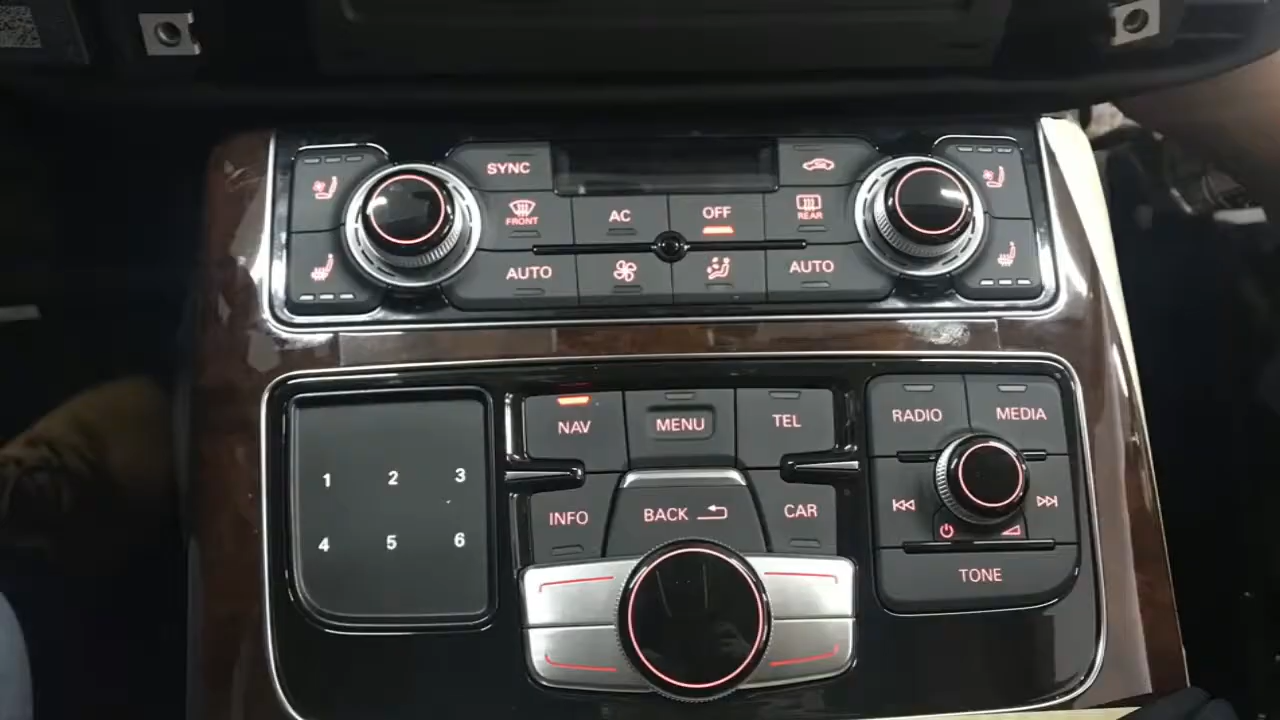 SYNC
FRONT
AC
OFF
REAR
AUTO
AUTO
NAV
MENU
TEL
RADIO
MEDIA
1 2 3
INFO
BACK
CAR
4 5 6
TONE